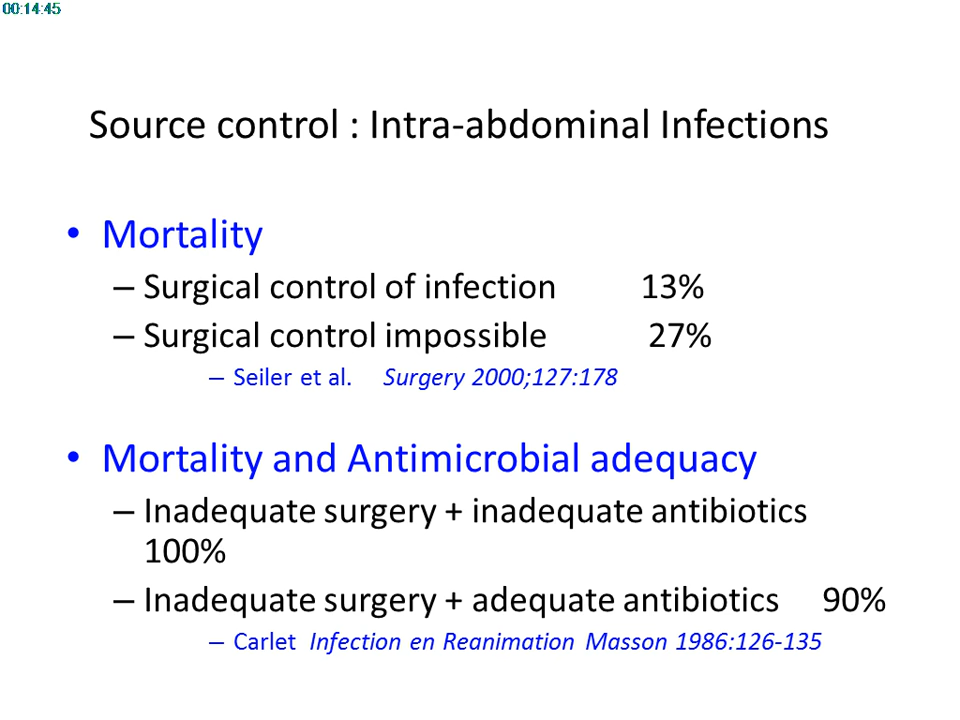 00:14:45
Source control : Intra-abdominal Infections
• Mortality
– Surgical control of infection 13%
– Surgical control impossible 27%
– Seiler et al. Surgery 2000;127:178
• Mortality and Antimicrobial adequacy
– Inadequate surgery + inadequate antibiotics
100%
– Inadequate surgery + adequate antibiotics 90%
– Carlet Infection en Reanimation Masson 1986:126-135